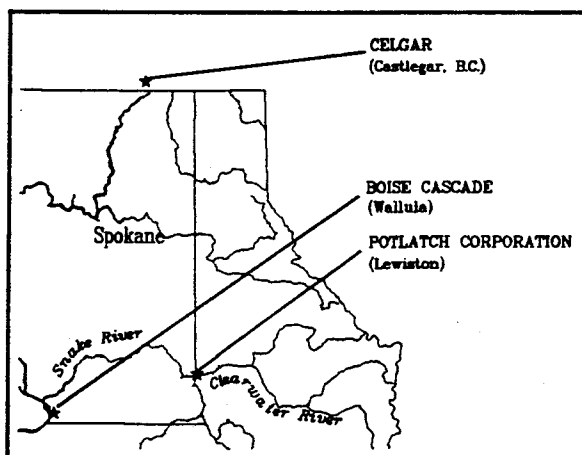 CELGAR
(Castlegar, B.C.)
BOISE CASCADE
(Wallula)
Spokane
POTLATCH CORPORATION
(Lewiston)
Snake River
Clearwater River